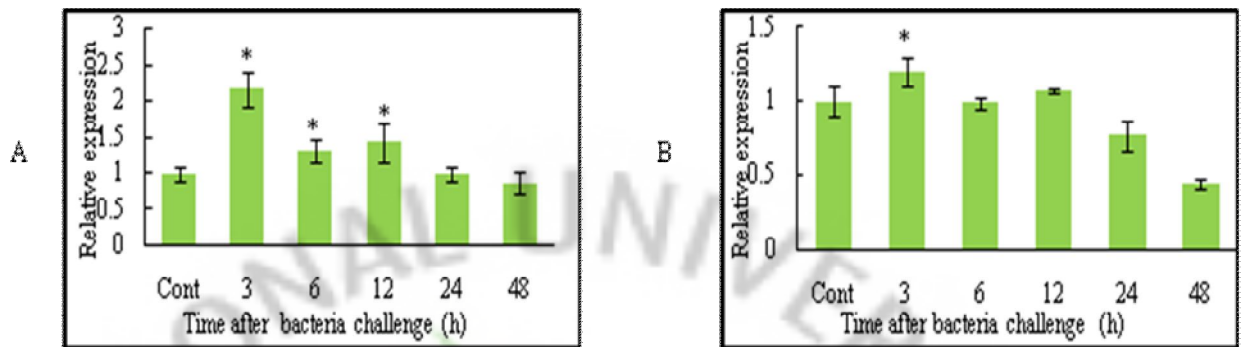 A
Relative expression
3
2.5
2
1.5
1
0.5
0
*
*
*
Cont 3 6 12 24 48
Time after bacteria challenge (h)
B
Relative expression
1.5
1
0.5
0
*
Cont 3 6 12 24 48
Time after bacteria challenge (h)
ONAL UNIVER